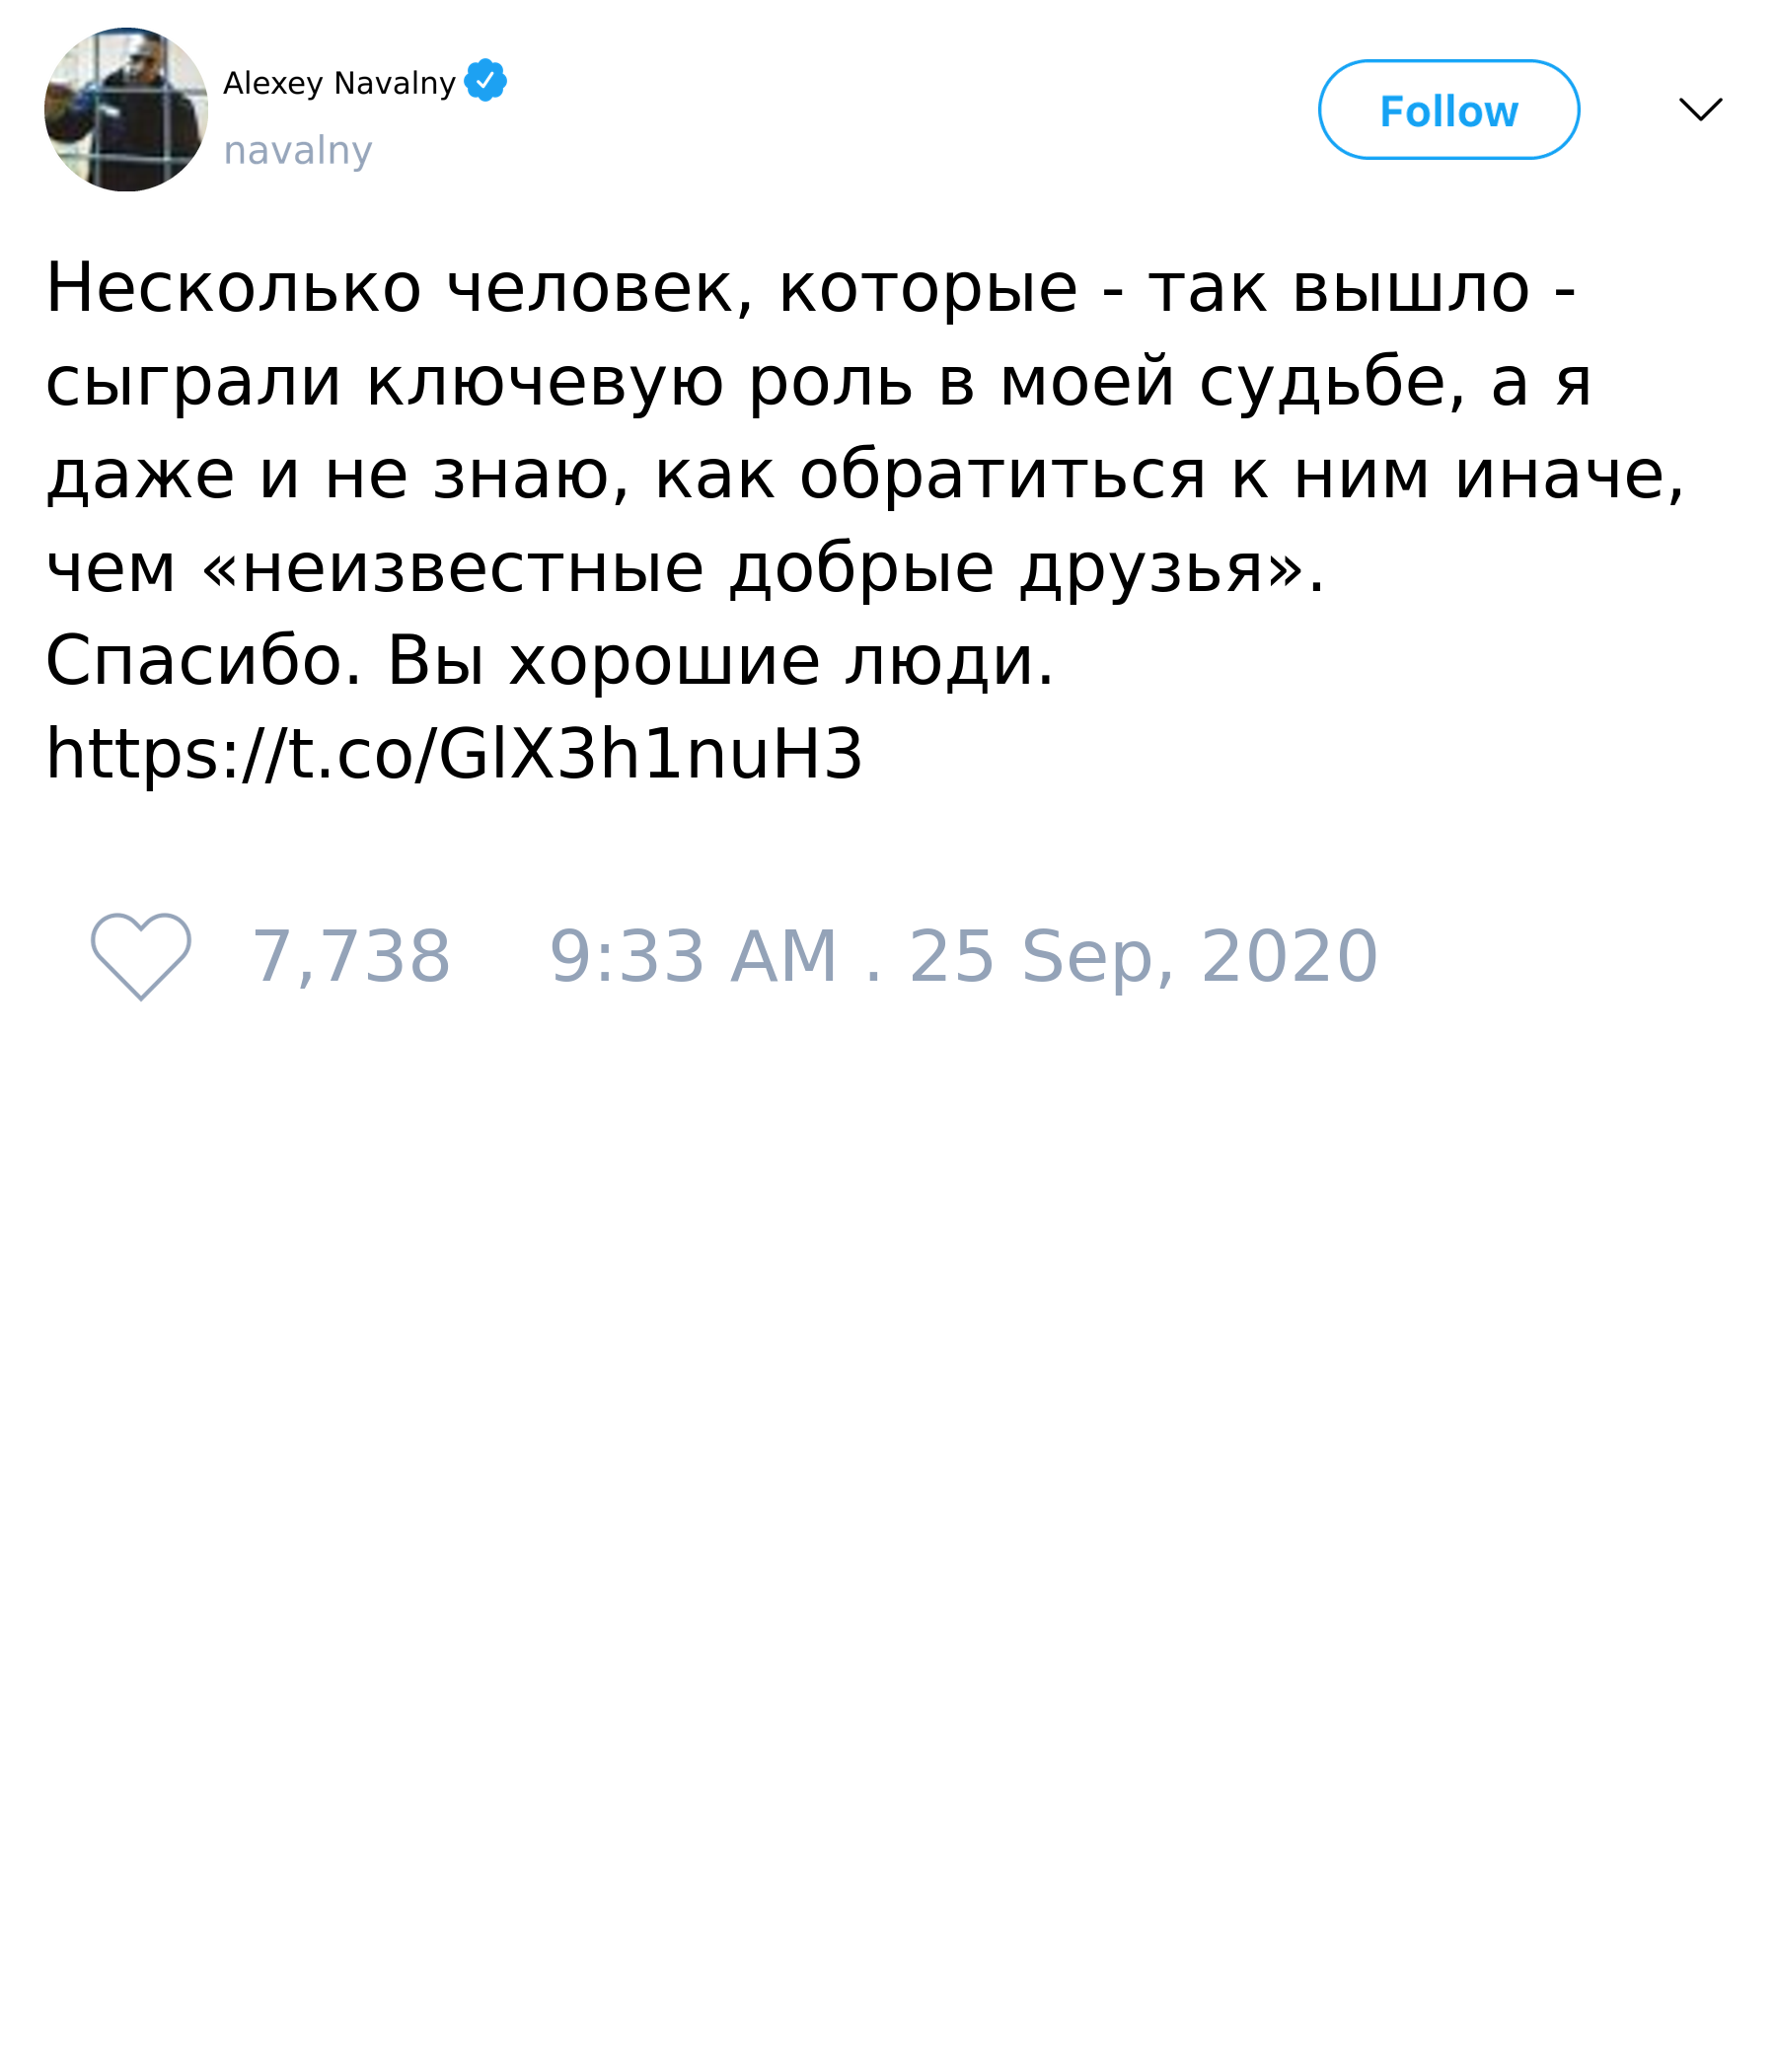 Alexey Navalny
navalny
Follow
Несколько человек, которые - так вышло -
сыграли ключевую роль в моей судьбе, а я
даже и не знаю, как обратиться к ним иначе,
чем «неизвестные добрые друзья».
Спасибо. Вы хорошие люди.
https://t.co/GlX3h1nuH3
7,738 9:33 AM . 25 Sep, 2020